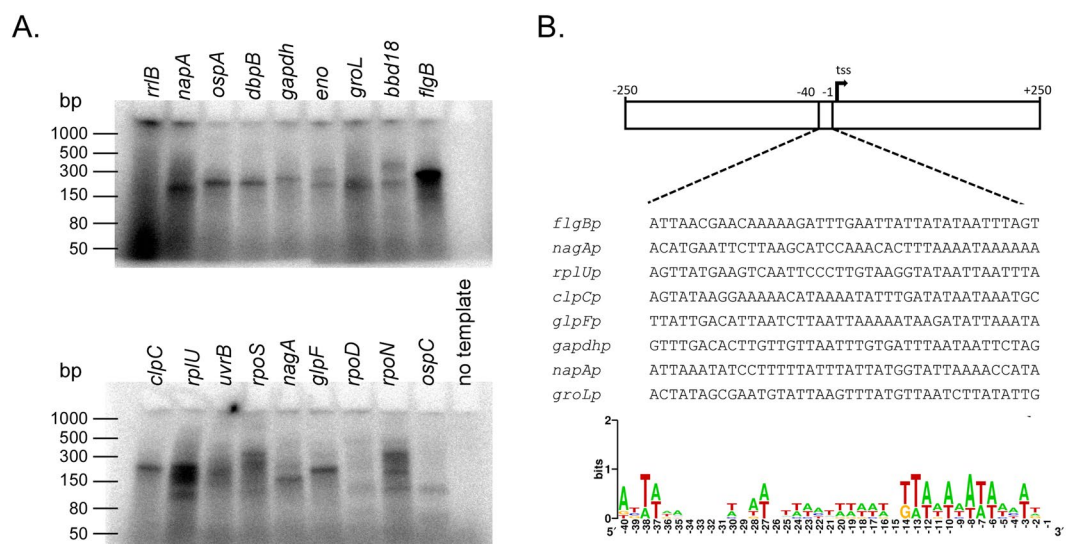 A.
rrlB napA ospA dbpB gapdh eno groL bbd18 flgB
bp
1000
500
300
150
80
50
clpC rplU uvrB rpoS nagA glpF rpoD rpoN ospC no template
bp
1000
500
300
150
80
50
B.
tss
-250 -40 -1 +250
flgBp ATTAACGAACAAAAAGATTTGAATTATTATATAATTTAGT
nagAp ACATGAATTCTTAAGCATCCAAACACTTTAAAATAAAAAA
rplUp AGTTATGAAGTCAATTCCCTTGTAAGGTATAATTAATTTA
clpCp AGTATAAGGAAAAACATAAAATATTTGATATAATAAATGC
glpFp TTATTGACATTAATCTTAATTAAAAATAAGATATTAAATA
gapdhp GTTTGACACTTGTTGTTAATTTGTGATTTAATAATTCTAG
napAp ATTAAATATCCTTTTTATTTATTATGGTATTAAAACCATA
groLp ACTATAGCGAATGTATTAAGTTTATGTTAATCTTATATTG
2
bits
1
0
5′ -40 -39 -38 -37 -36 -35 -34 -33 -32 -31 -30 -29 -28 -27 -26 -25 -24 -23 -22 -21 -20 -19 -18 -17 -16 -15 -14 -13 -12 -11 -10 -9 -8 -7 -6 -5 -4 -3 -2 -1 3′